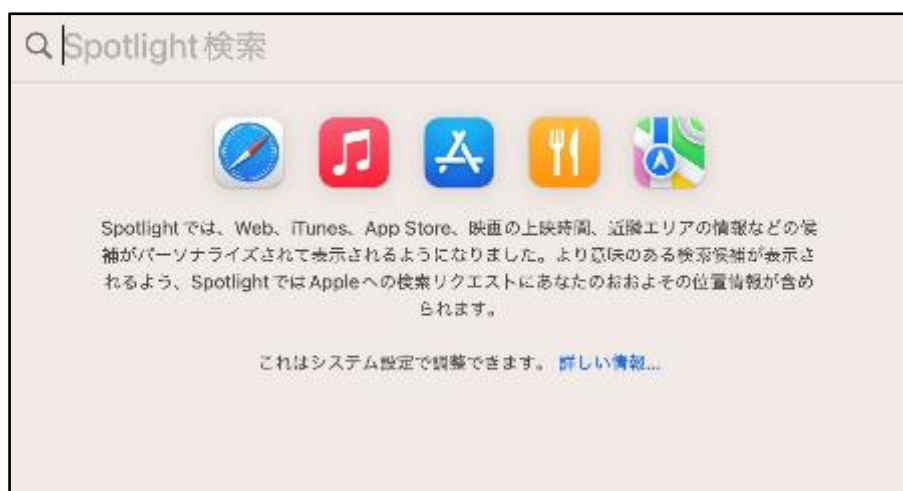 Spotlight検索
Spotlightでは、Web、iTunes、App Store、映画の上映時間、近隣エリアの情報などの候
補がパーソナライズされて表示されるようになりました。より意味のある検索候補が表示さ
れるよう、SpotlightではAppleへの検索リクエストにあなたのおおよその位置情報が含め
られます。
これはシステム設定で調整できます。 詳しい情報...